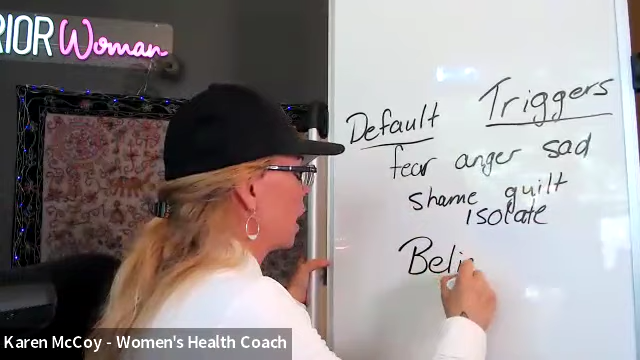 RIOR Woman
Default Triggers
fear anger sad
shame guilt
isolate
Beli
Karen McCoy - Women's Health Coach